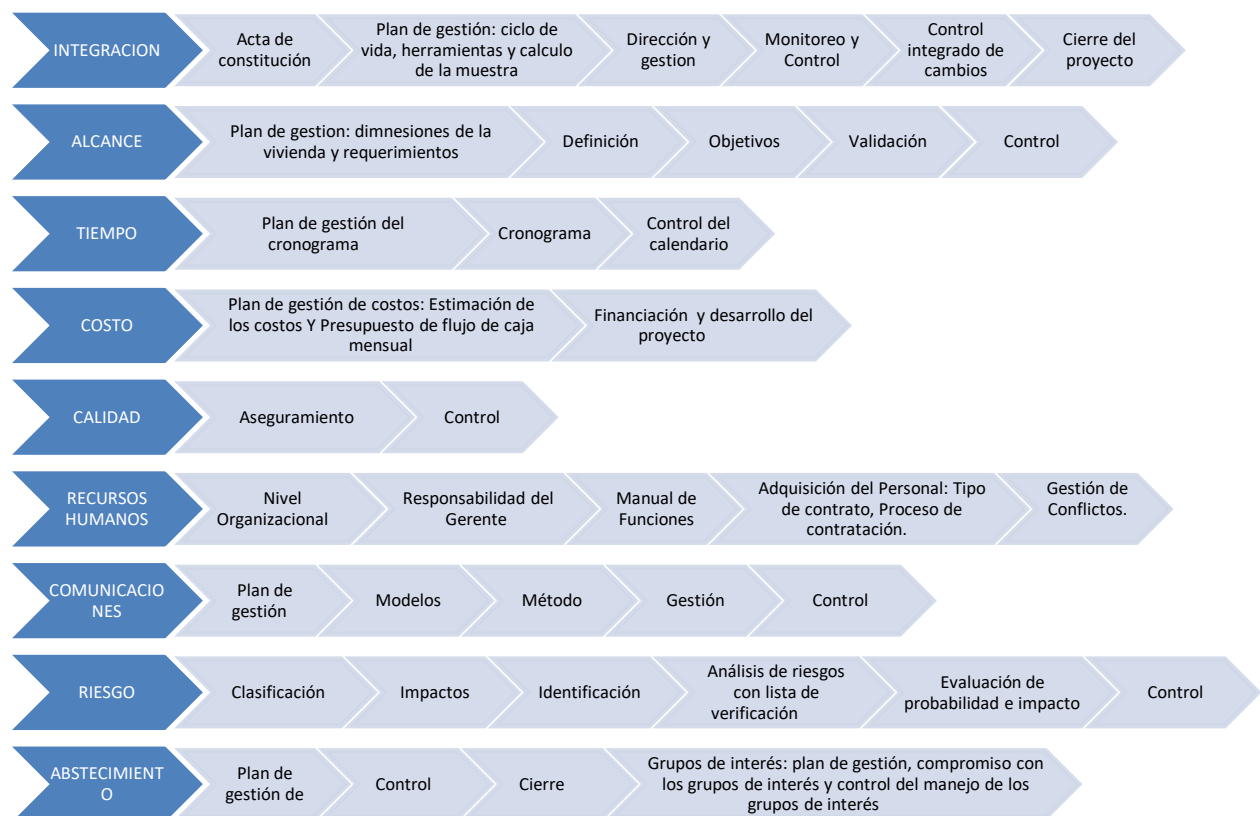 INTEGRACION
Acta de
constitución
Plan de gestión: ciclo de
vida, herramientas y calculo
de la muestra
Dirección y
gestion
Monitoreo y
Control
Control
integrado de
cambios
Cierre del
proyecto
ALCANCE
Plan de gestion: dimnesiones de la
vivienda y requerimientos
Definición
Objetivos
Validación
Control
TIEMPO
Plan de gestión del
cronograma
Cronograma
Control del
calendario
COSTO
Plan de gestión de costos: Estimación de
los costos Y Presupuesto de flujo de caja
mensual
Financiación y desarrollo del
proyecto
CALIDAD
Aseguramiento
Control
RECURSOS
HUMANOS
Nivel
Organizacional
Responsabilidad del
Gerente
Manual de
Funciones
Adquisición del Personal: Tipo
de contrato, Proceso de
contratación.
Gestión de
Conflictos.
COMUNICACIO
NES
Plan de
gestión
Modelos
Método
Gestión
Control
RIESGO
Clasificación
Impactos
Identificación
Análisis de riesgos
con lista de
verificación
Evaluación de
probabilidad e impacto
Control
ABSTECIMIENT
O
Plan de
gestión de
Control
Cierre
Grupos de interés: plan de gestión, compromiso con
los grupos de interés y control del manejo de los
grupos de interés